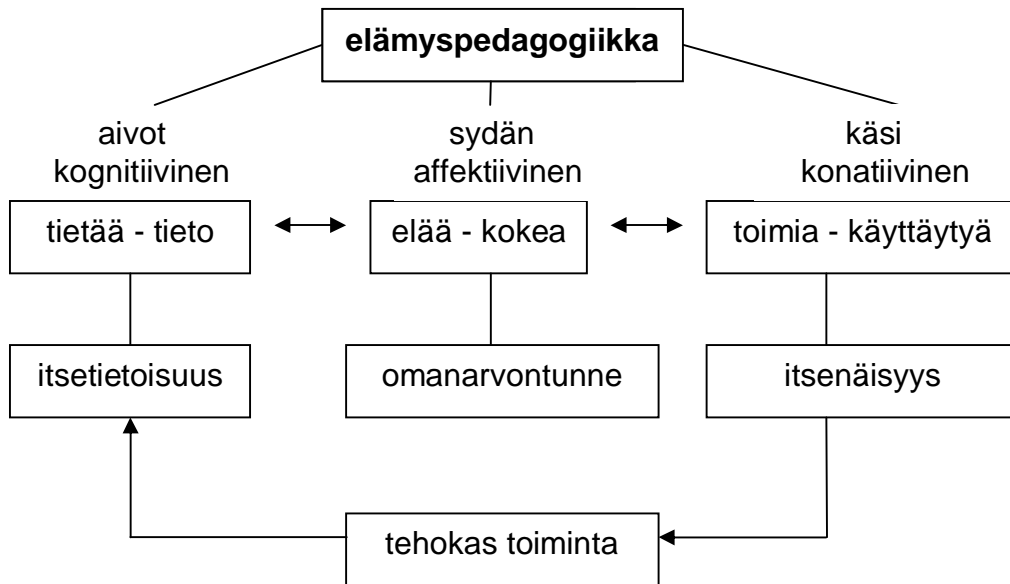 elämyspedagogiikka
aivot
kognitiivinen
sydän
affektiivinen
käsi
konatiivinen
tietää - tieto
elää - kokea
toimia - käyttäytyä
itsetietoisuus
omanarvontunne
itsenäisyys
tehokas toiminta